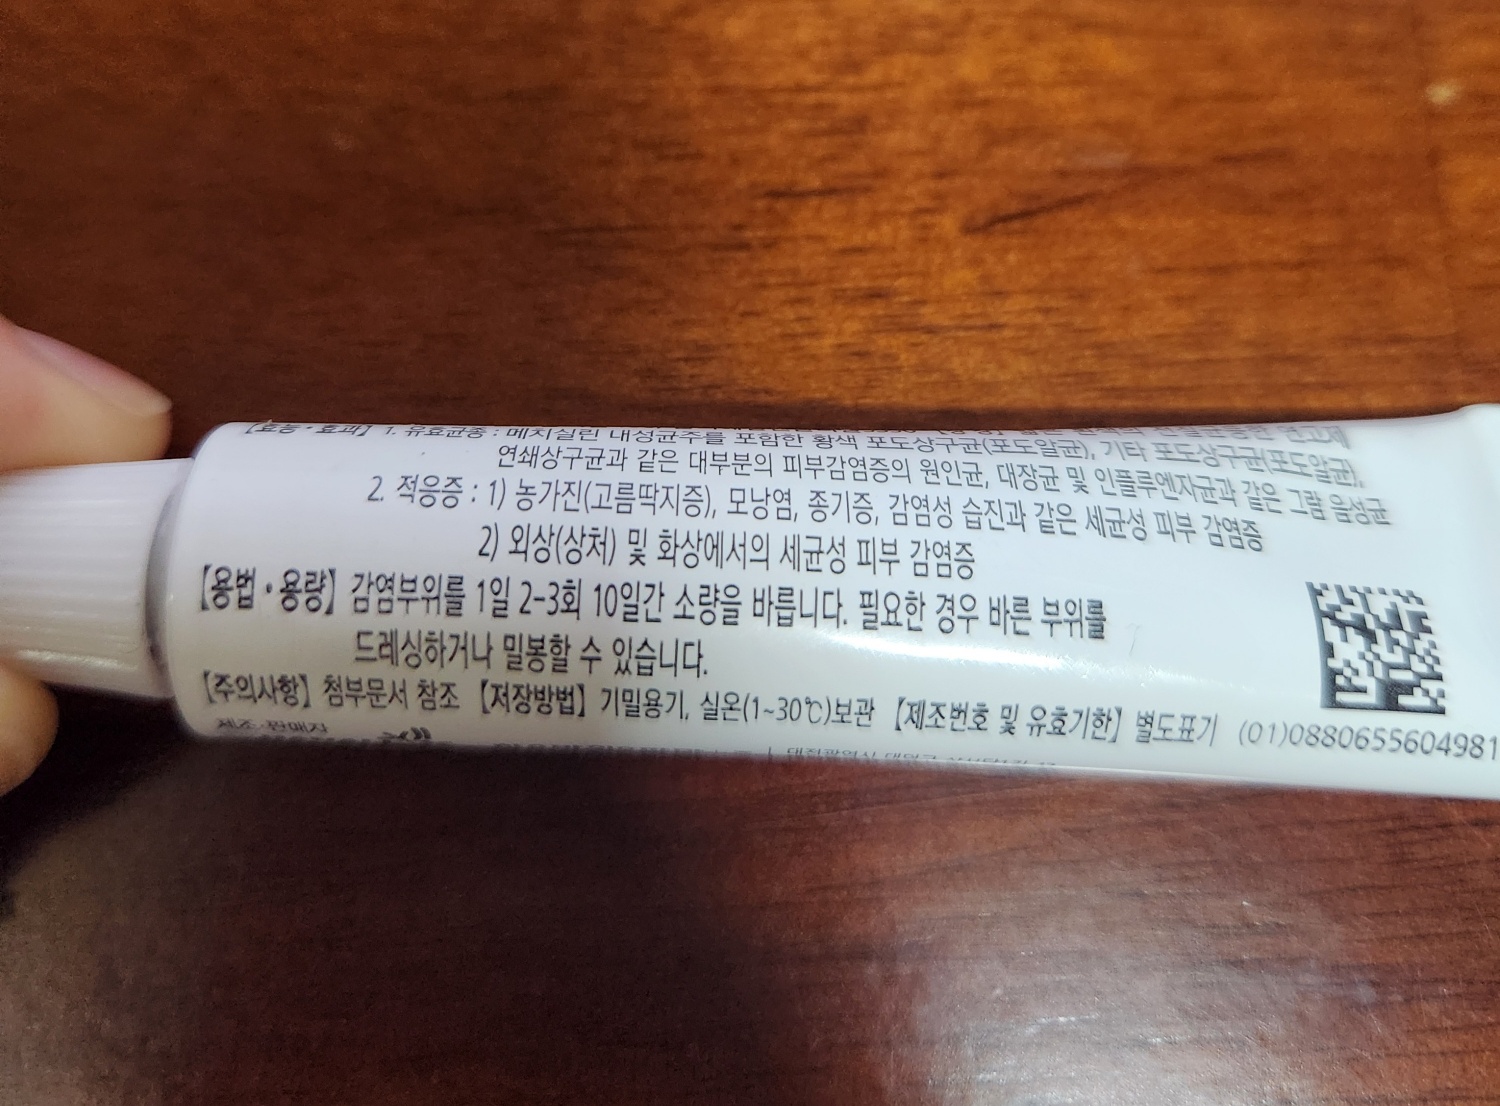 【효능·효과】 1. 유효균종 : 메치실린 내성균주를 포함한 황색 포도상구균(포도알균), 기타 포도상구균(포도알균),
연쇄상구균과 같은 대부분의 피부감염증의 원인균, 대장균 및 인플루엔자균과 같은 그람 음성균
2. 적응증 : 1) 농가진(고름딱지증), 모낭염, 종기증, 감염성 습진과 같은 세균성 피부 감염증
2) 외상(상처) 및 화상에서의 세균성 피부 감염증
【용법·용량】 감염부위를 1일 2-3회 10일간 소량을 바릅니다. 필요한 경우 바른 부위를
드레싱하거나 밀봉할 수 있습니다.
【주의사항】 첨부문서 참조 【저장방법】 기밀용기, 실온(1~30℃)보관 【제조번호 및 유효기한】 별도표기 (01)0880655604981
제조·판매자